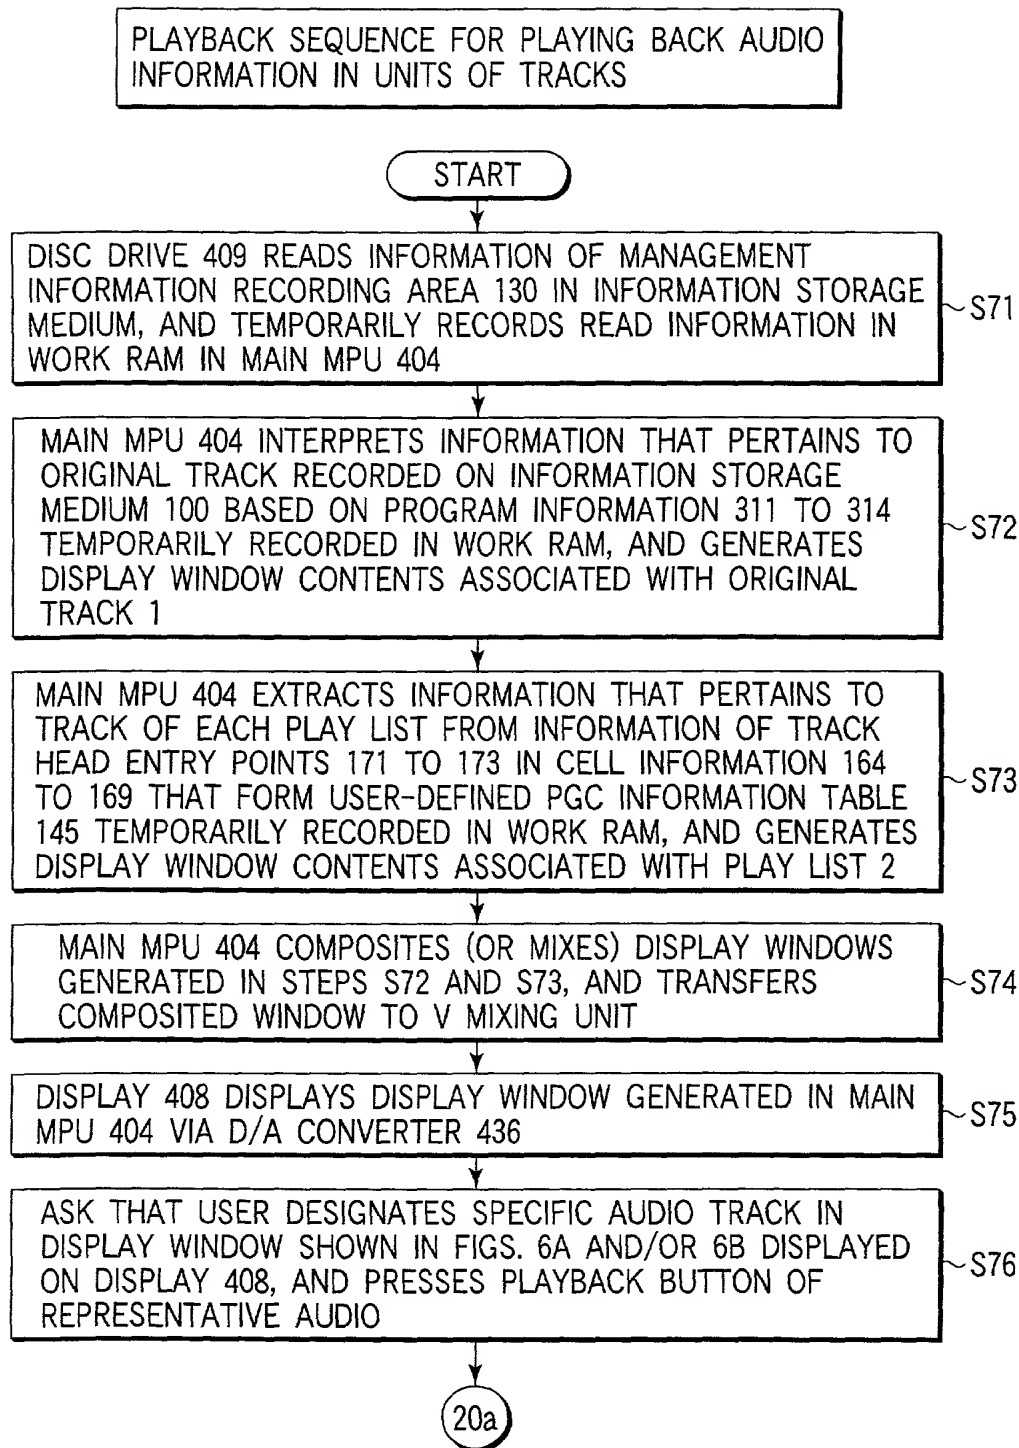 PLAYBACK SEQUENCE FOR PLAYING BACK AUDIO
INFORMATION IN UNITS OF TRACKS
START
DISC DRIVE 409 READS INFORMATION OF MANAGEMENT
INFORMATION RECORDING AREA 130 IN INFORMATION STORAGE
MEDIUM, AND TEMPORARILY RECORDS READ INFORMATION IN
WORK RAM IN MAIN MPU 404
S71
MAIN MPU 404 INTERPRETS INFORMATION THAT PERTAINS TO
ORIGINAL TRACK RECORDED ON INFORMATION STORAGE
MEDIUM 100 BASED ON PROGRAM INFORMATION 311 TO 314
TEMPORARILY RECORDED IN WORK RAM, AND GENERATES
DISPLAY WINDOW CONTENTS ASSOCIATED WITH ORIGINAL
TRACK 1
S72
MAIN MPU 404 EXTRACTS INFORMATION THAT PERTAINS TO
TRACK OF EACH PLAY LIST FROM INFORMATION OF TRACK
HEAD ENTRY POINTS 171 TO 173 IN CELL INFORMATION 164
TO 169 THAT FORM USER-DEFINED PGC INFORMATION TABLE
145 TEMPORARILY RECORDED IN WORK RAM, AND GENERATES
DISPLAY WINDOW CONTENTS ASSOCIATED WITH PLAY LIST 2
S73
MAIN MPU 404 COMPOSITES (OR MIXES) DISPLAY WINDOWS
GENERATED IN STEPS S72 AND S73, AND TRANSFERS
COMPOSITED WINDOW TO V MIXING UNIT
S74
DISPLAY 408 DISPLAYS DISPLAY WINDOW GENERATED IN MAIN
MPU 404 VIA D/A CONVERTER 436
S75
ASK THAT USER DESIGNATES SPECIFIC AUDIO TRACK IN
DISPLAY WINDOW SHOWN IN FIGS. 6A AND/OR 6B DISPLAYED
ON DISPLAY 408, AND PRESSES PLAYBACK BUTTON OF
REPRESENTATIVE AUDIO
S76
20a